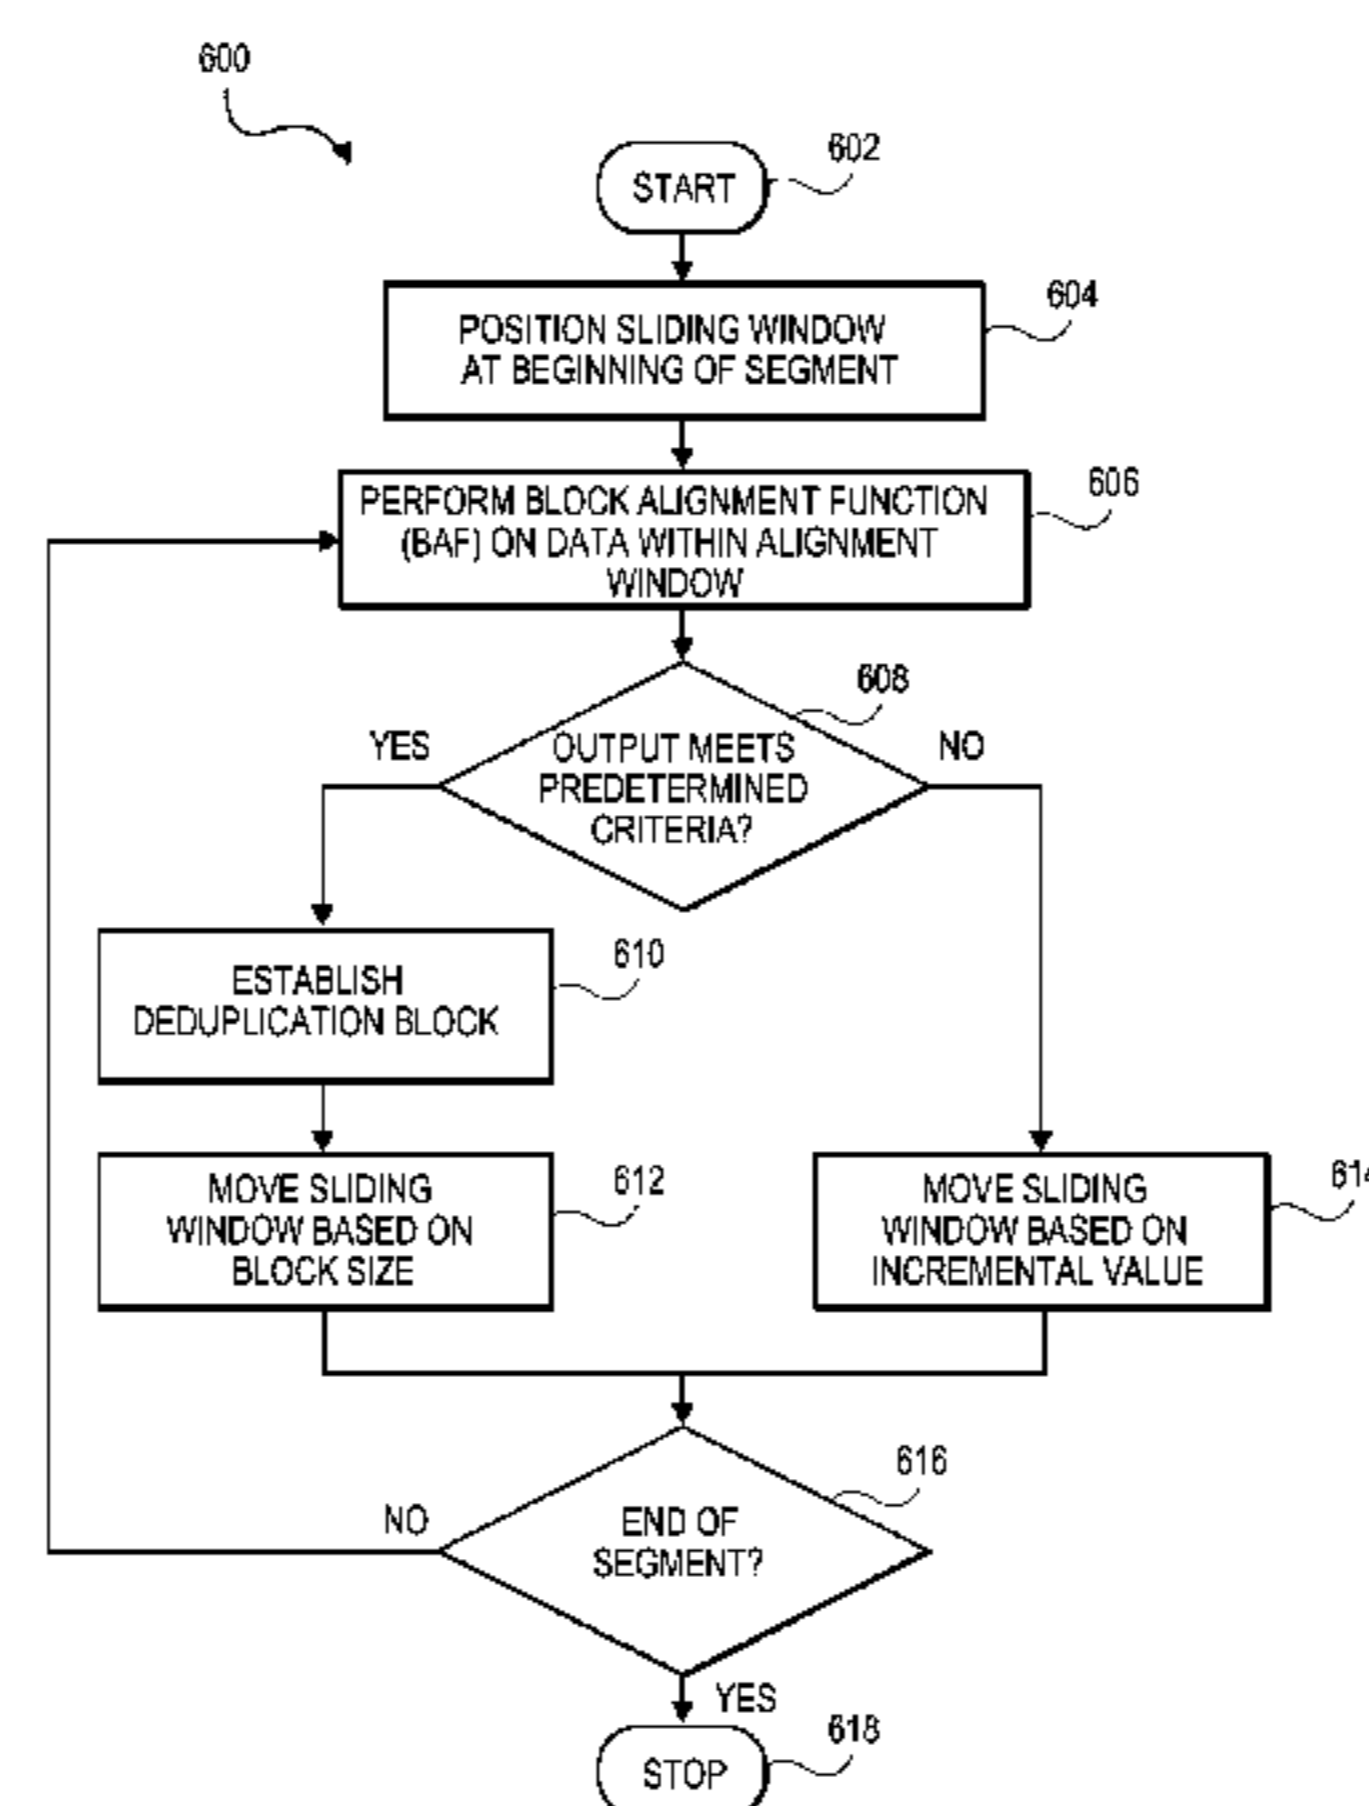 600
START
602
POSITION SLIDING WINDOW
AT BEGINNING OF SEGMENT
604
PERFORM BLOCK ALIGNMENT FUNCTION
(BAF) ON DATA WITHIN ALIGNMENT
WINDOW
606
608
YES
OUTPUT MEETS
PREDETERMINED
CRITERIA?
NO
ESTABLISH
DEDUPLICATION BLOCK
610
MOVE SLIDING
WINDOW BASED ON
BLOCK SIZE
612
MOVE SLIDING
WINDOW BASED ON
INCREMENTAL VALUE
614
616
NO
END OF
SEGMENT?
YES
STOP
618